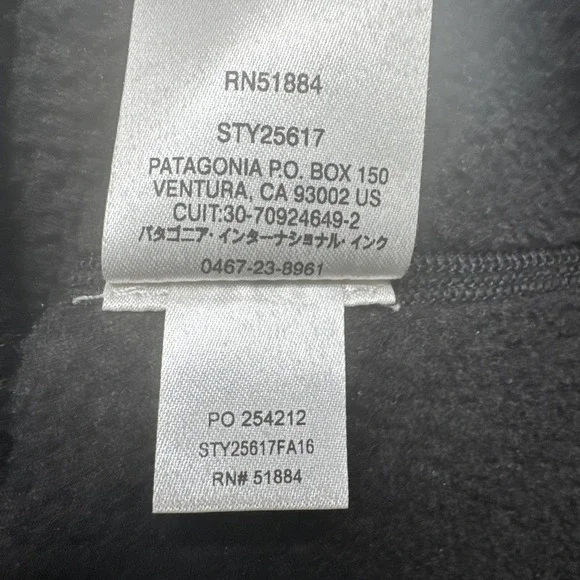 RN51884
STY25617
PATAGONIA P.O. BOX 150
VENTURA, CA 93002 US
CUIT:30-70924649-2
パタゴニア・インターナショナル・インク
0467-23-8961
PO 254212
STY25617FA16
RN# 51884